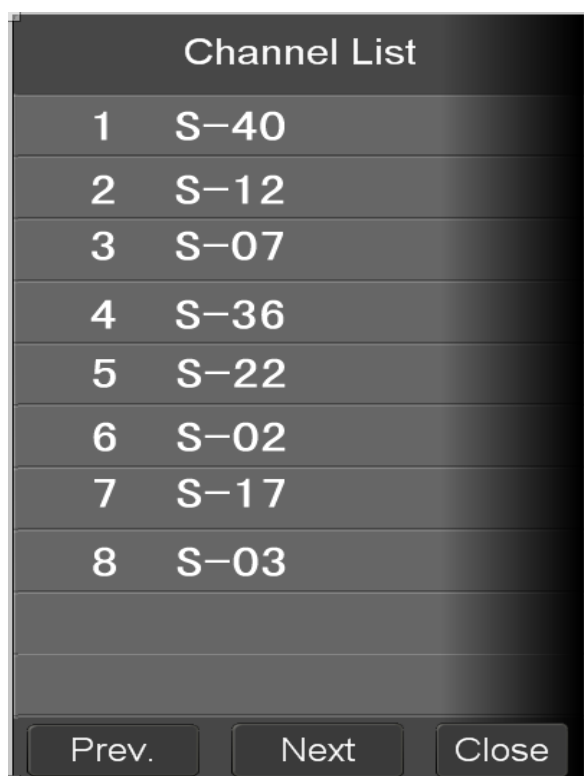 Channel List
1 S-40
2 S-12
3 S-07
4 S-36
5 S-22
6 S-02
7 S-17
8 S-03
Prev. Next Close